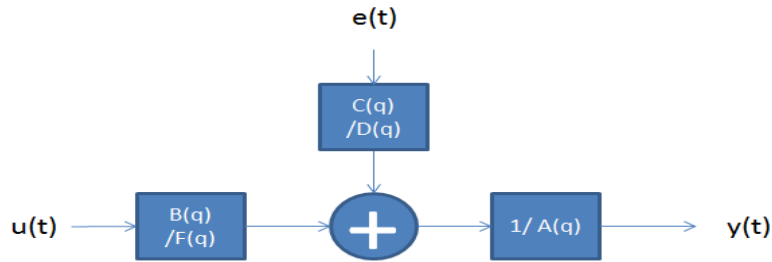 e(t)
C(q)
/D(q)
u(t)
B(q)
/F(q)
+
1/ A(q)
y(t)